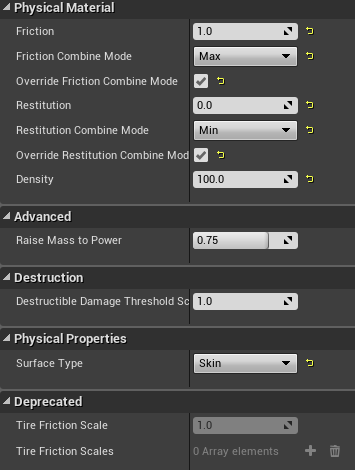 Physical Material
Friction 1.0
Friction Combine Mode Max
Override Friction Combine Mode
Restitution 0.0
Restitution Combine Mode Min
Override Restitution Combine Mod
Density 100.0
Advanced
Raise Mass to Power 0.75
Destruction
Destructible Damage Threshold Sc 1.0
Physical Properties
Surface Type Skin
Deprecated
Tire Friction Scale 1.0
Tire Friction Scales 0 Array elements